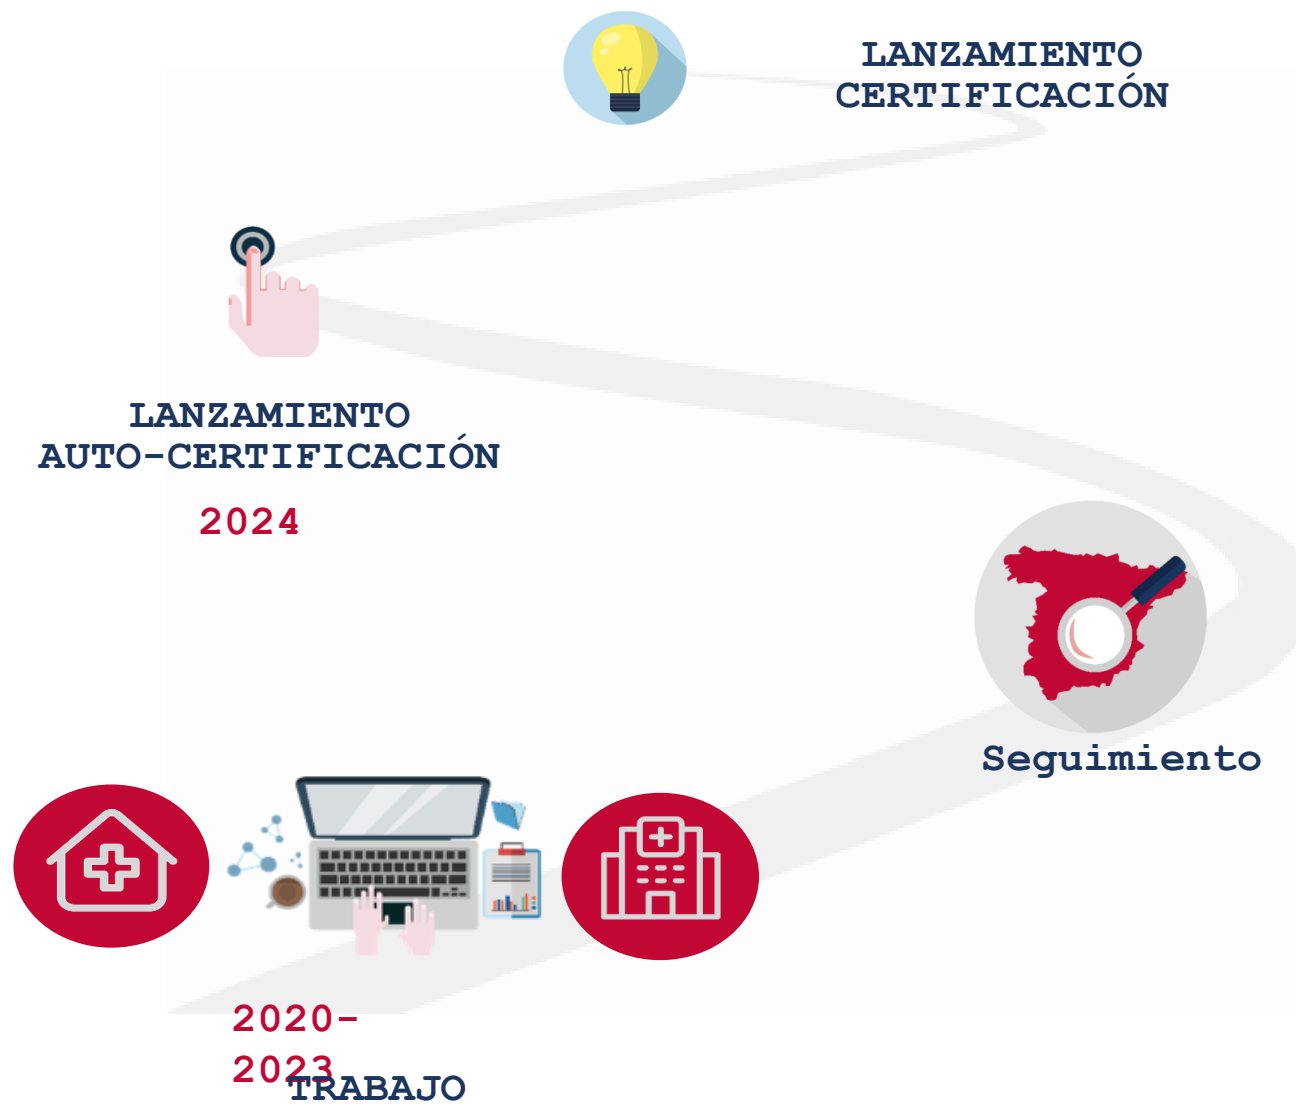 LANZAMIENTO
CERTIFICACIÓN
LANZAMIENTO
AUTO-CERTIFICACIÓN
2024
Seguimiento
2020-
2023
TRABAJO